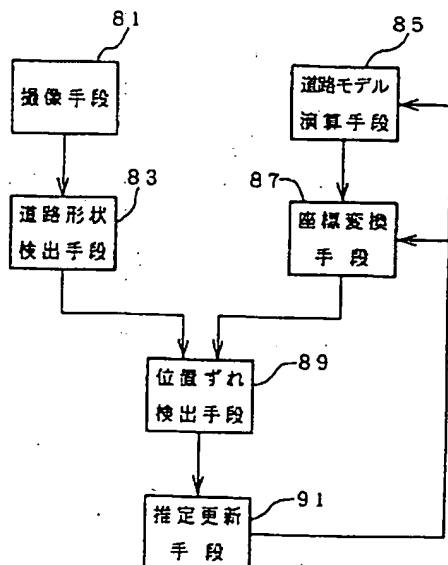 81
撮像手段
83
道路形状
検出手段
85
道路モデル
演算手段
87
座標変換
手段
89
位置ずれ
検出手段
91
推定更新
手段